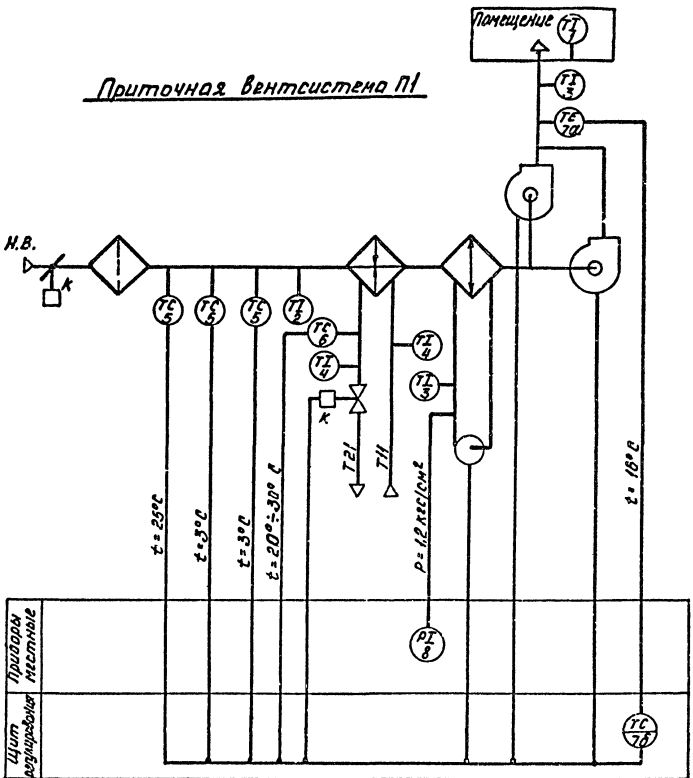 Помещение
TI
1
Приточная вентсистема П1
TI
3
TE
7а
Н.В.
К
TC
5
TC
5
TC
5
TI
2
TC
6
TI
4
TI
4
TI
3
К
Т21
Т11
t=25°C
t=3°C
t=3°C
t=20°÷30° C
P=1,2 кгс/см²
t=16°C
Приборы
местные
PI
8
Щит
TC
7б